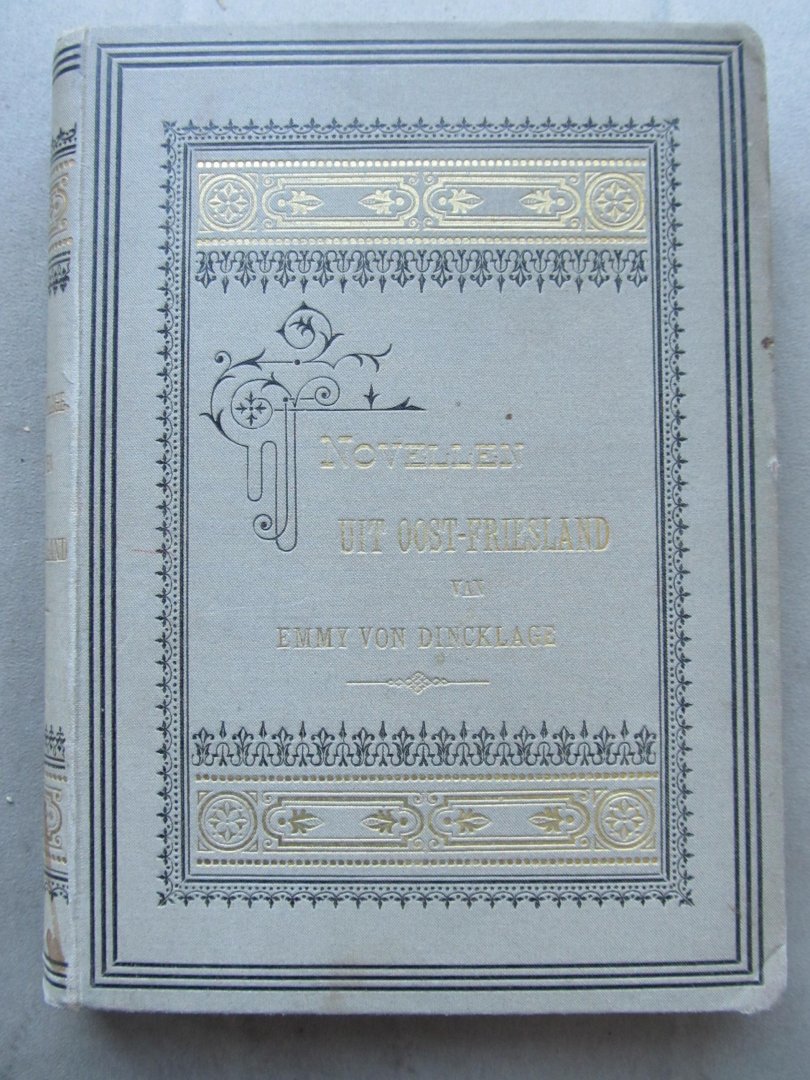 NOVELLEN
UIT OOST-FRIESLAND
VAN
EMMY VON DINCKLAGE